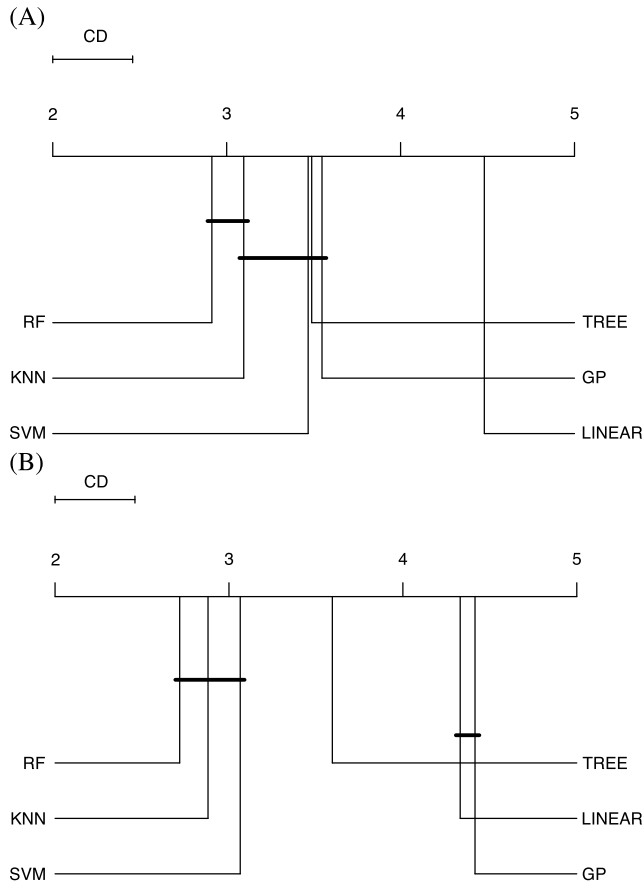 (A)
CD
2 3 4 5
RF TREE
KNN GP
SVM LINEAR
(B)
CD
2 3 4 5
RF TREE
KNN LINEAR
SVM GP